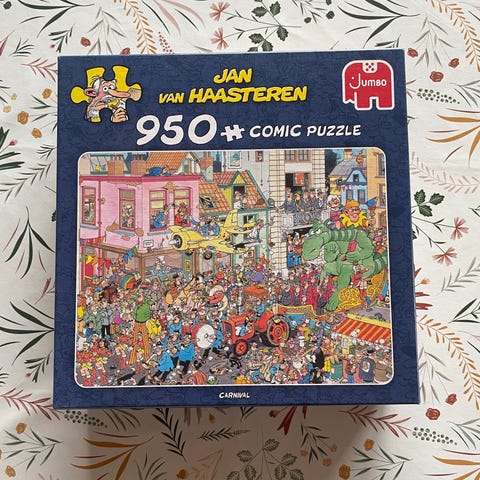 JAN
VAN HAASTEREN
JUMBO
950 COMIC PUZZLE
CARNIVAL